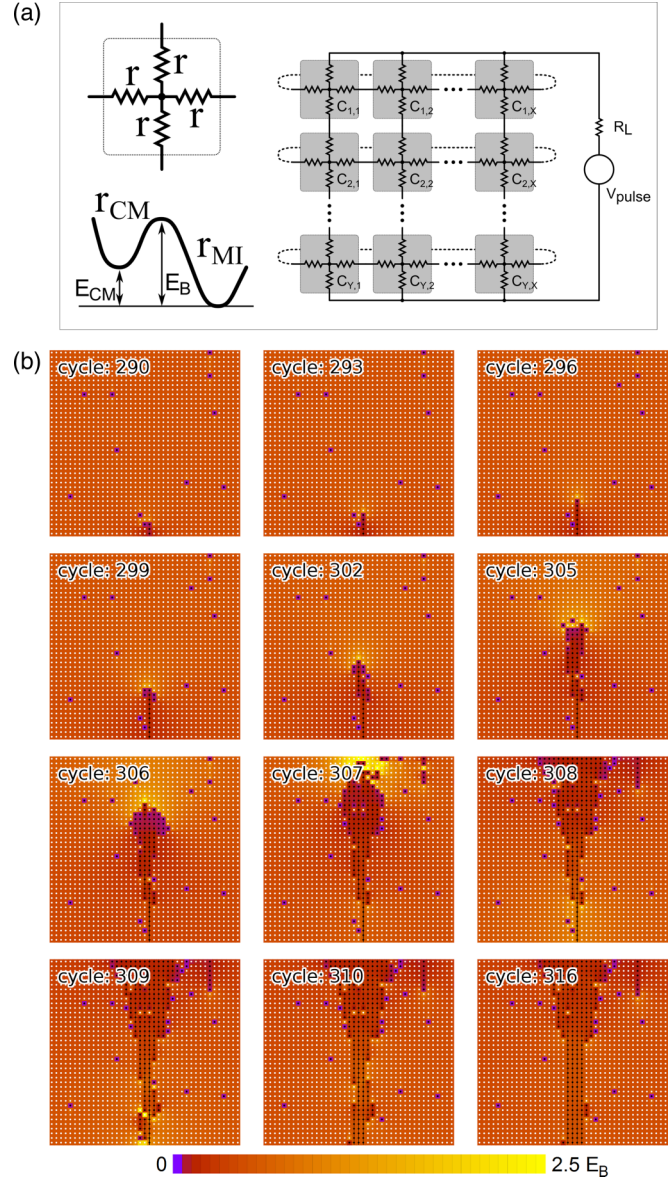 (a)
r
r
r
r
r_CM
r_MI
E_CM
E_B
C_1,1
C_1,2
C_1,X
C_2,1
C_2,2
C_2,X
C_Y,1
C_Y,2
C_Y,X
R_L
V_pulse
(b)
cycle: 290
cycle: 293
cycle: 296
cycle: 299
cycle: 302
cycle: 305
cycle: 306
cycle: 307
cycle: 308
cycle: 309
cycle: 310
cycle: 316
0
2.5 E_B